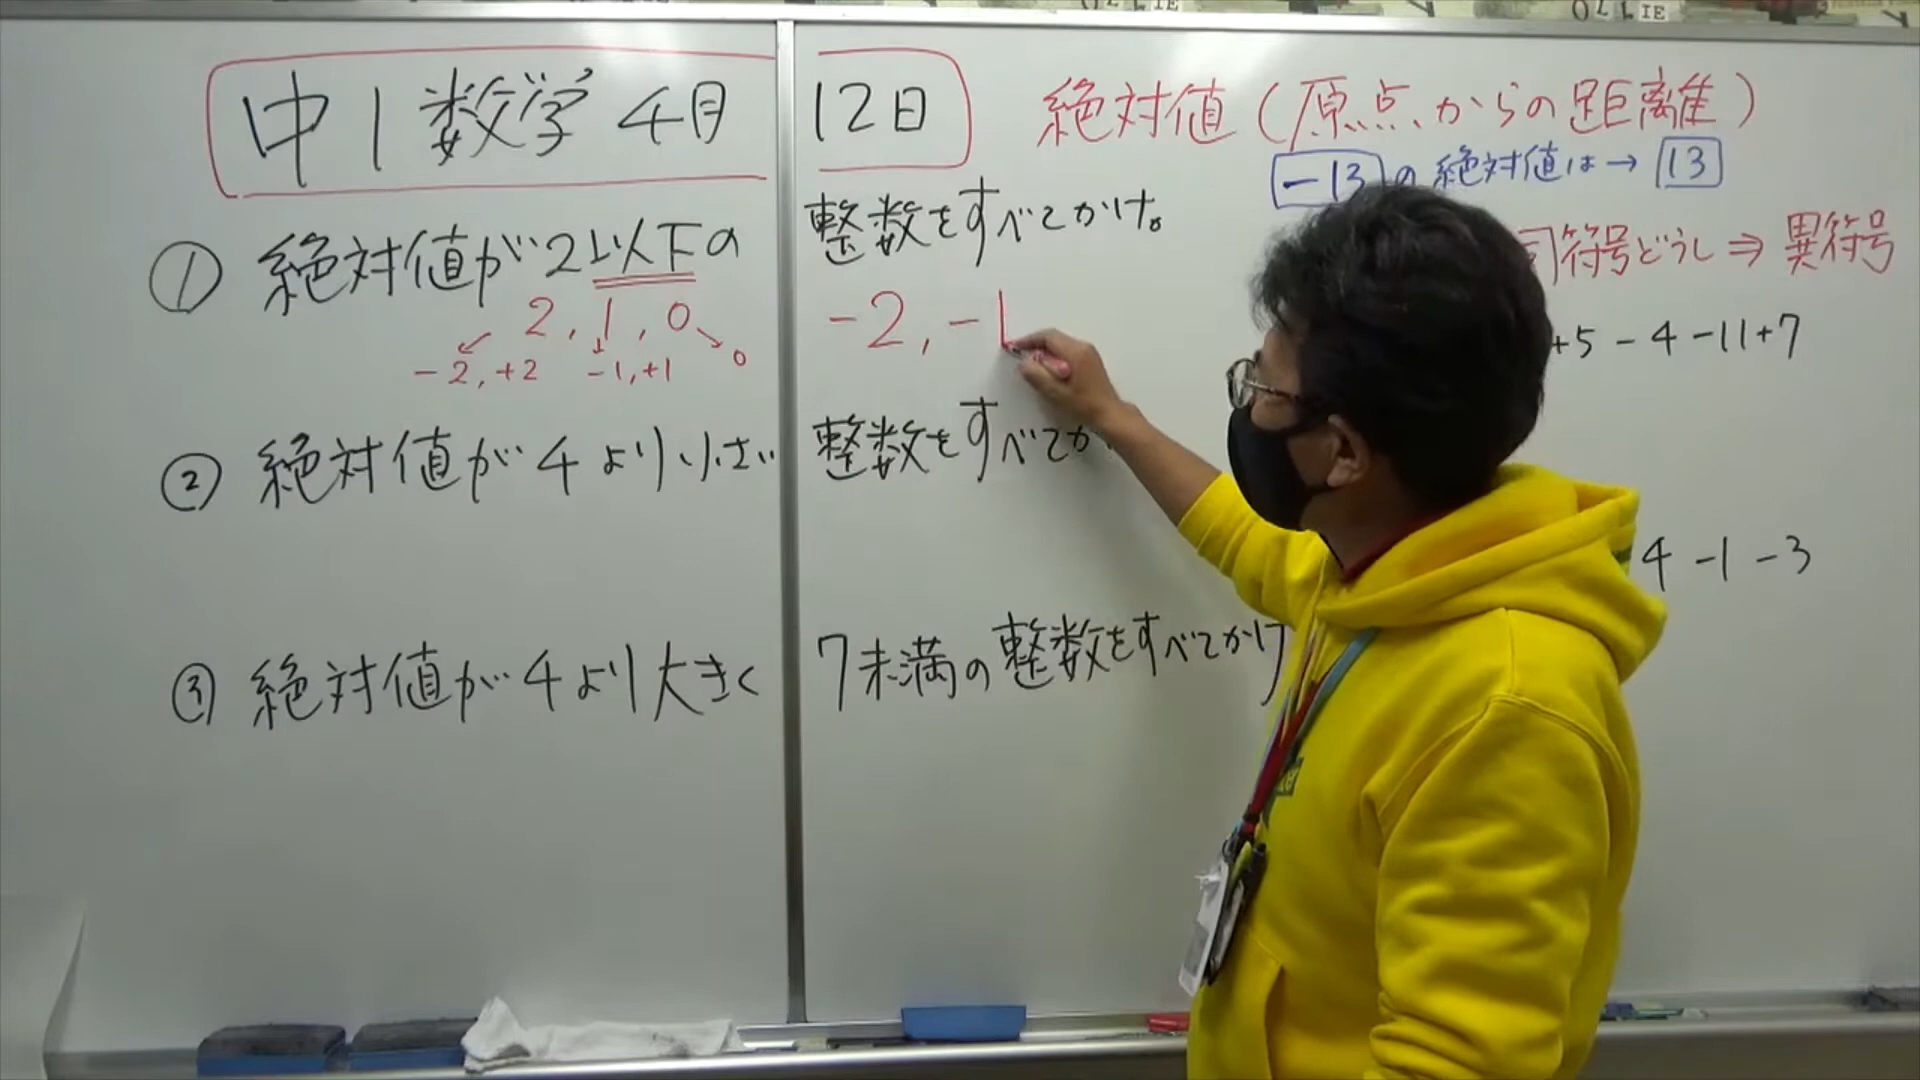 中1数学4月12日
絶対値(原点からの距離)
-13の絶対値は→13
① 絶対値が2以下の整数をすべてかけ。
2, 1, 0
-2, +2 -1, +1 0
-2, -1
② 絶対値が4より小さい整数をすべてか
③ 絶対値が4より大きく7未満の整数をすべてかけ
符号どうし⇒異符号
+5-4-11+7
4-1-3